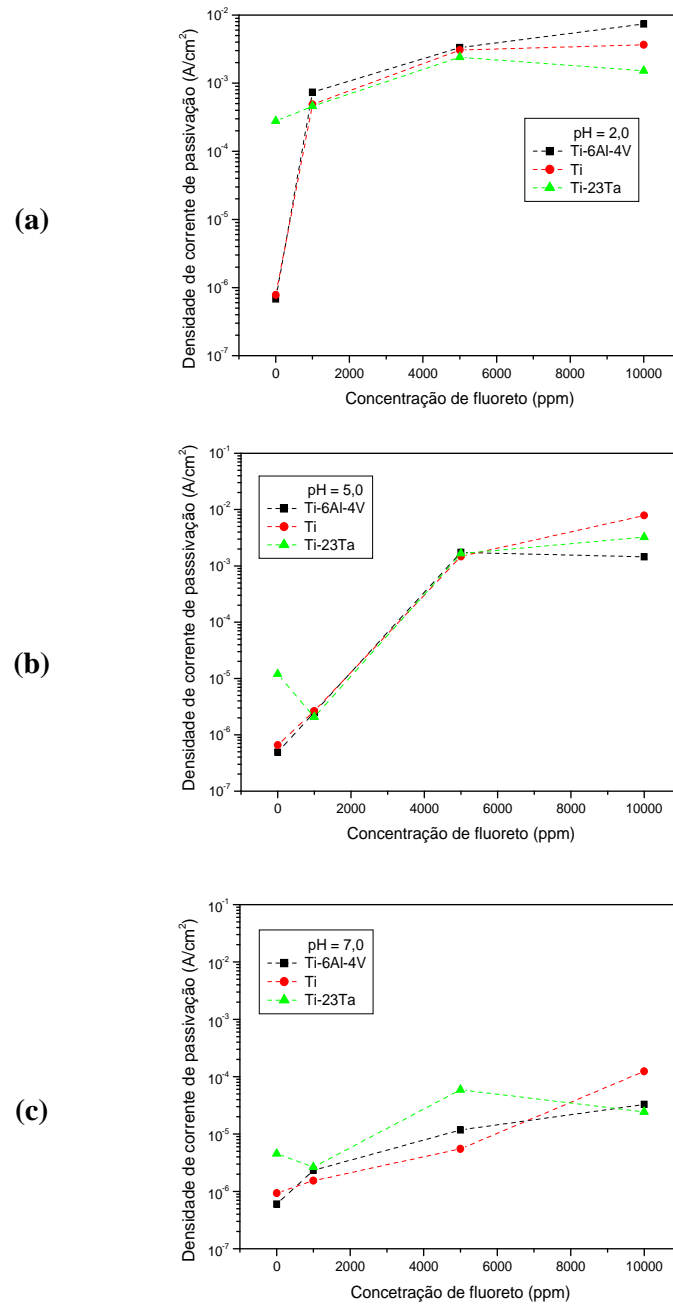 (a)
Densidade de corrente de passivação (A/cm²)
10⁻²
10⁻³
10⁻⁴
10⁻⁵
10⁻⁶
10⁻⁷
pH = 2,0
Ti-6Al-4V
Ti
Ti-23Ta
0 2000 4000 6000 8000 10000
Concentração de fluoreto (ppm)
(b)
Densidade de corrente de passsivação (A/cm²)
10⁻¹
10⁻²
10⁻³
10⁻⁴
10⁻⁵
10⁻⁶
10⁻⁷
pH = 5,0
Ti-6Al-4V
Ti
Ti-23Ta
0 2000 4000 6000 8000 10000
Concentração de fluoreto (ppm)
(c)
Densidade de corrente de passivação (A/cm²)
10⁻¹
10⁻²
10⁻³
10⁻⁴
10⁻⁵
10⁻⁶
10⁻⁷
pH = 7,0
Ti-6Al-4V
Ti
Ti-23Ta
0 2000 4000 6000 8000 10000
Concetração de fluoreto (ppm)